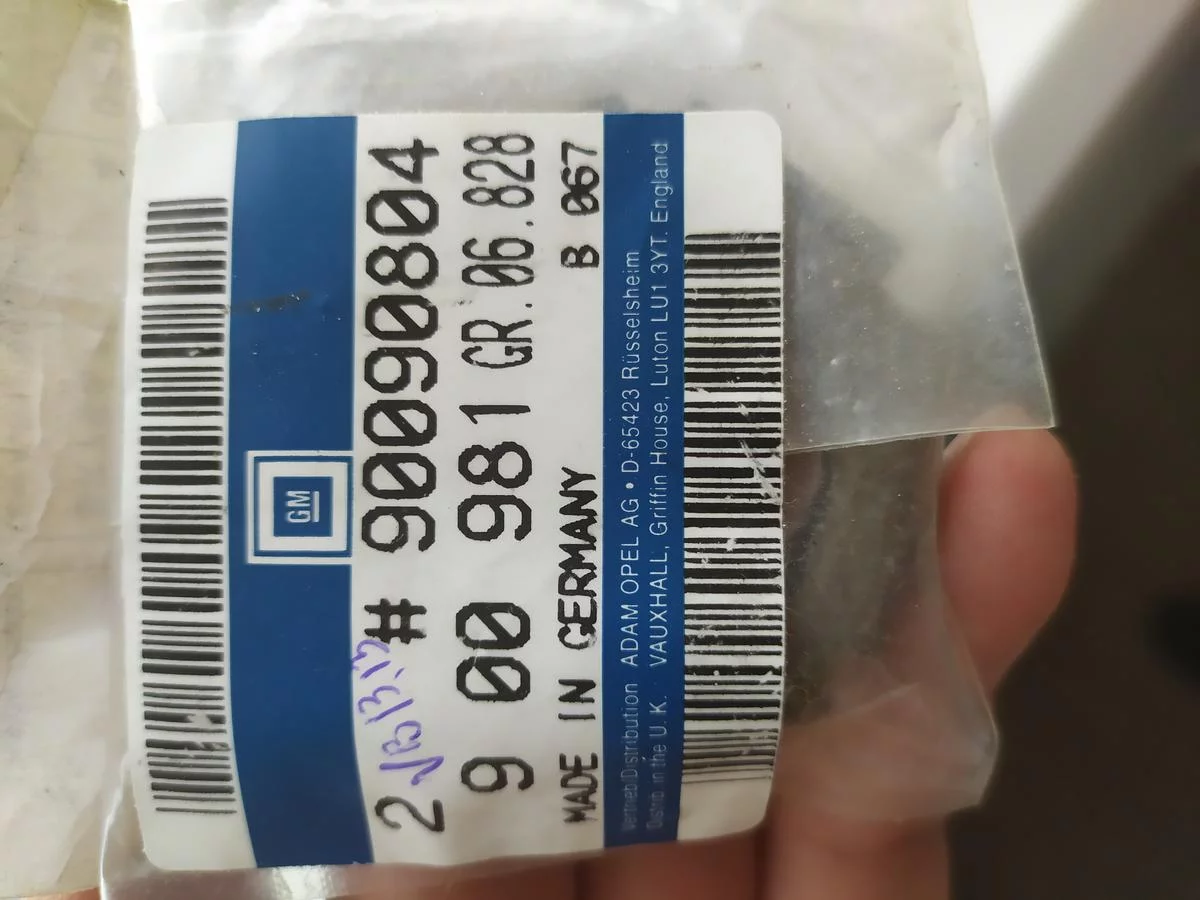 GM
2 # 90090804
9 00 981 GR.06.828
MADE IN GERMANY B 067
Vertrieb/Distribution ADAM OPEL AG • D-65423 Rüsselsheim
Distrib. in the U.K. VAUXHALL, Griffin House, Luton LU1 3YT. England